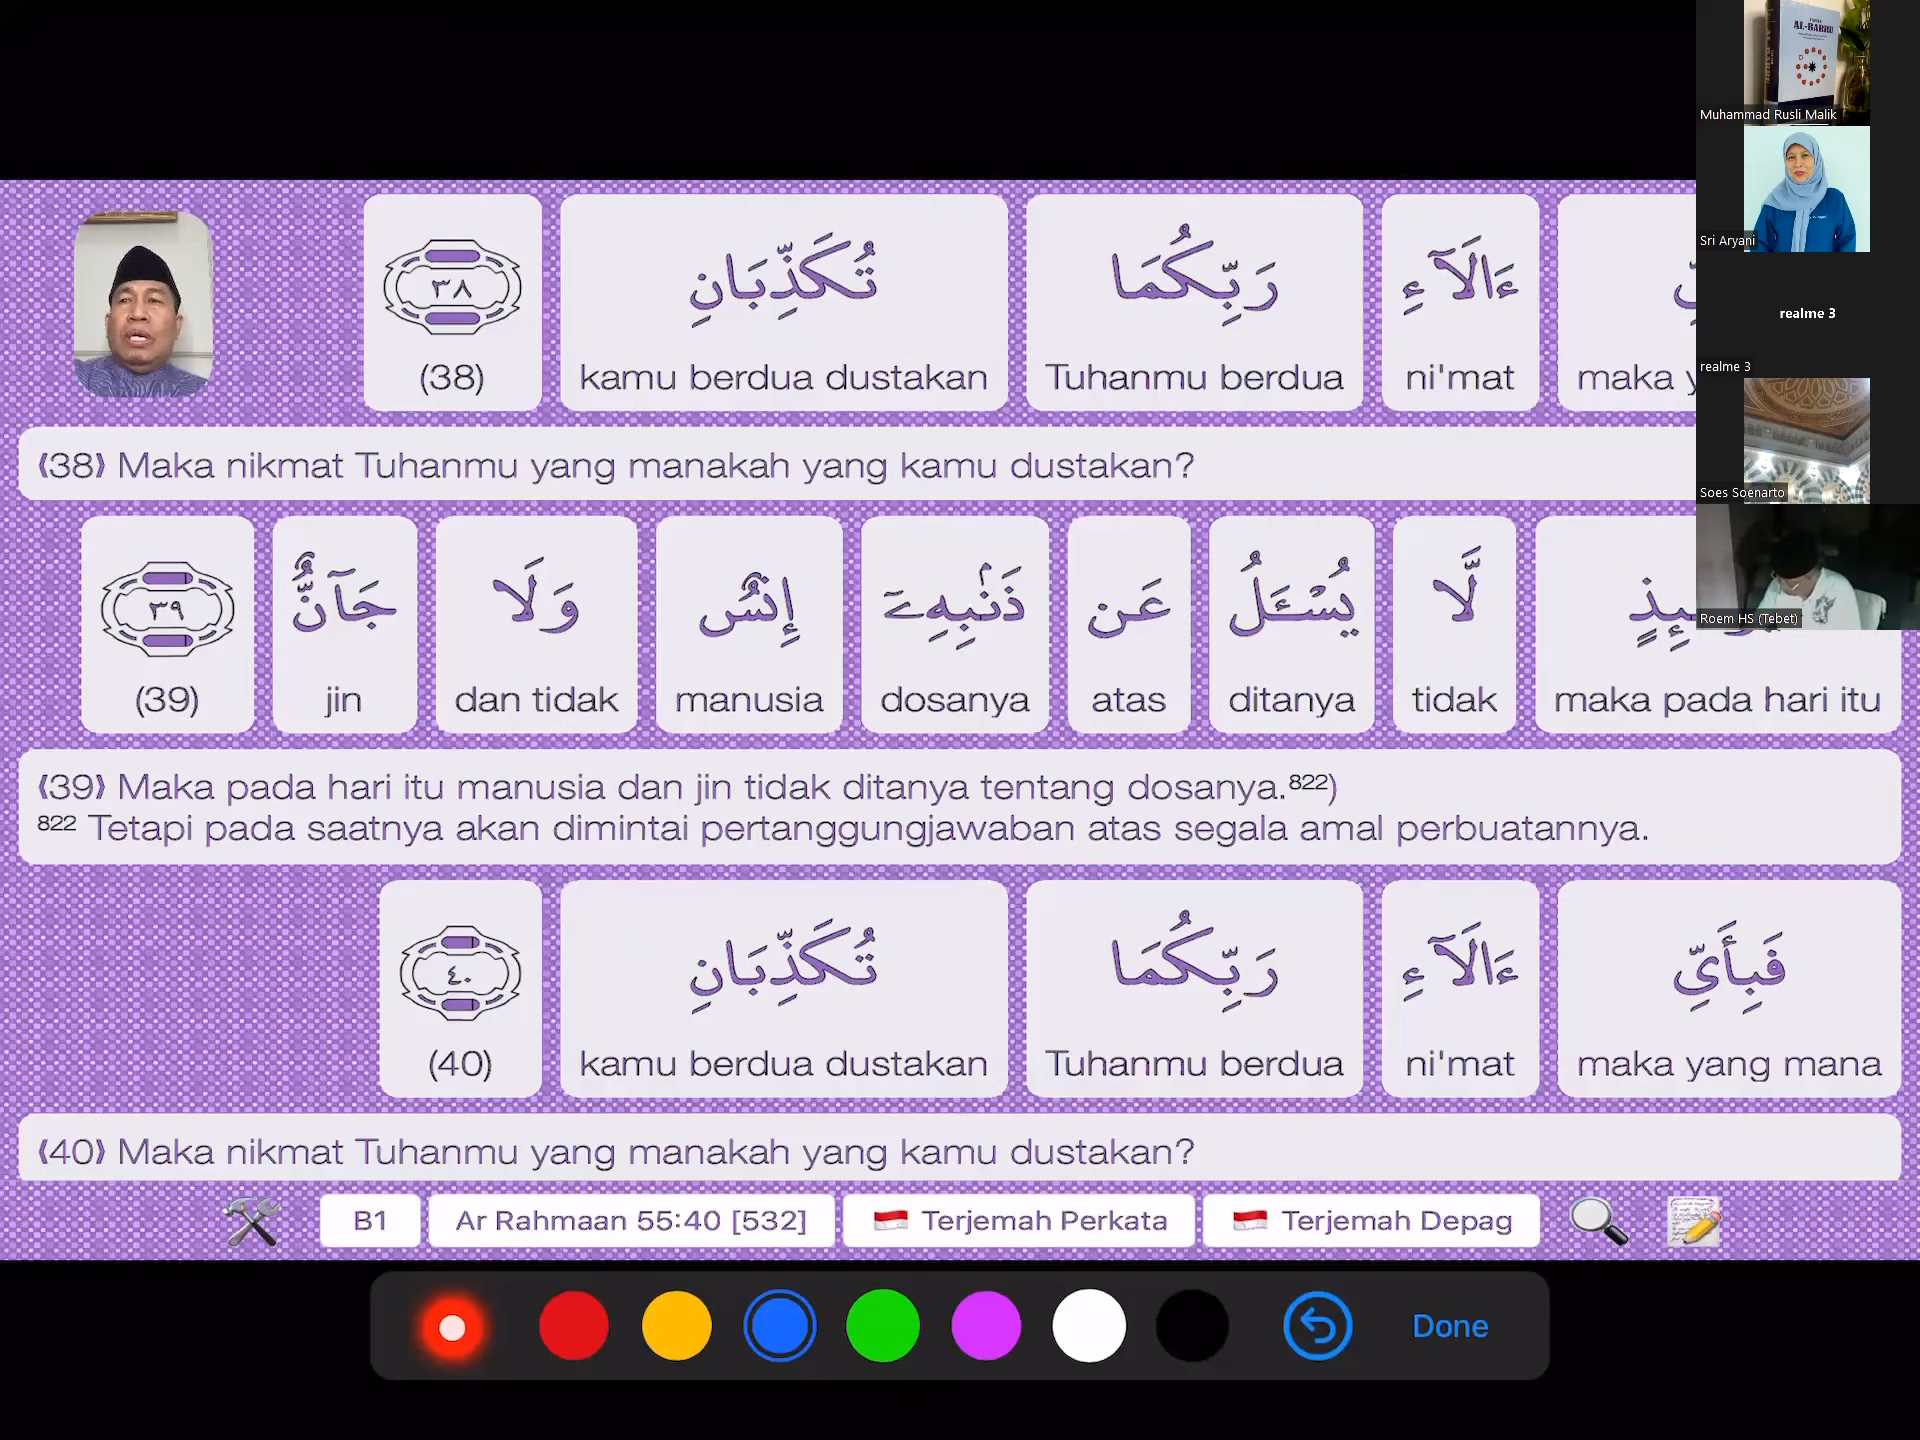 AL-BARRU
Muhammad Rusli Malik
Sri Aryani
realme 3
realme 3
Soes Soenarto
Roem HS (Tebet)
ءَالَآءِ رَبِّكُمَا تُكَذِّبَانِ ٣٨
maka
ni'mat
Tuhanmu berdua
kamu berdua dustakan
(38)
(38) Maka nikmat Tuhanmu yang manakah yang kamu dustakan?
لَّا يُسْـَٔلُ عَن ذَنۢبِهِۦٓ إِنسٌ وَلَا جَآنٌّ ٣٩
maka pada hari itu
tidak
ditanya
atas
dosanya
manusia
dan tidak
jin
(39)
(39) Maka pada hari itu manusia dan jin tidak ditanya tentang dosanya.⁸²²)
⁸²² Tetapi pada saatnya akan dimintai pertanggungjawaban atas segala amal perbuatannya.
فَبِأَىِّ ءَالَآءِ رَبِّكُمَا تُكَذِّبَانِ ٤٠
maka yang mana
ni'mat
Tuhanmu berdua
kamu berdua dustakan
(40)
(40) Maka nikmat Tuhanmu yang manakah yang kamu dustakan?
B1
Ar Rahmaan 55:40 [532]
Terjemah Perkata
Terjemah Depag
Done